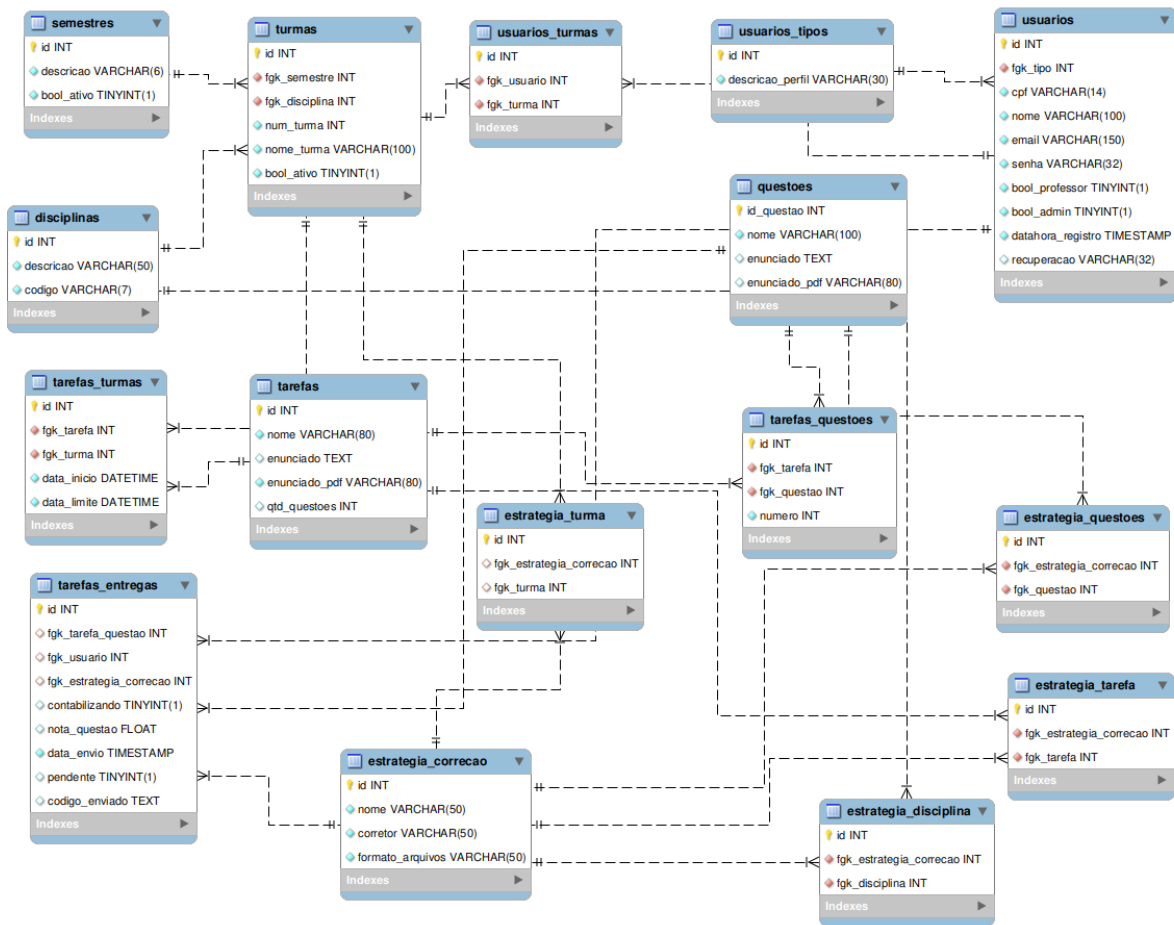 semestres
id INT
descricao VARCHAR(6)
bool_ativo TINYINT(1)
Indexes
turmas
id INT
fgk_semestre INT
fgk_disciplina INT
num_turma INT
nome_turma VARCHAR(100)
bool_ativo TINYINT(1)
Indexes
usuarios_turmas
id INT
fgk_usuario INT
fgk_turma INT
Indexes
usuarios_tipos
id INT
descricao_perfil VARCHAR(30)
Indexes
usuarios
id INT
fgk_tipo INT
cpf VARCHAR(14)
nome VARCHAR(100)
email VARCHAR(150)
senha VARCHAR(32)
bool_professor TINYINT(1)
bool_admin TINYINT(1)
datahora_registro TIMESTAMP
recuperacao VARCHAR(32)
Indexes
disciplinas
id INT
descricao VARCHAR(50)
codigo VARCHAR(7)
Indexes
questoes
id_questao INT
nome VARCHAR(100)
enunciado TEXT
enunciado_pdf VARCHAR(80)
Indexes
tarefas_turmas
id INT
fgk_tarefa INT
fgk_turma INT
data_inicio DATETIME
data_limite DATETIME
Indexes
tarefas
id INT
nome VARCHAR(80)
enunciado TEXT
enunciado_pdf VARCHAR(80)
qtd_questoes INT
Indexes
tarefas_questoes
id INT
fgk_tarefa INT
fgk_questao INT
numero INT
Indexes
estrategia_turma
id INT
fgk_estrategia_correcao INT
fgk_turma INT
Indexes
estrategia_questoes
id INT
fgk_estrategia_correcao INT
fgk_questao INT
Indexes
tarefas_entregas
id INT
fgk_tarefa_questao INT
fgk_usuario INT
fgk_estrategia_correcao INT
contabilizando TINYINT(1)
nota_questao FLOAT
data_envio TIMESTAMP
pendente TINYINT(1)
codigo_enviado TEXT
Indexes
estrategia_correcao
id INT
nome VARCHAR(50)
corretor VARCHAR(50)
formato_arquivos VARCHAR(50)
Indexes
estrategia_tarefa
id INT
fgk_estrategia_correcao INT
fgk_tarefa INT
Indexes
estrategia_disciplina
id INT
fgk_estrategia_correcao INT
fgk_disciplina INT
Indexes